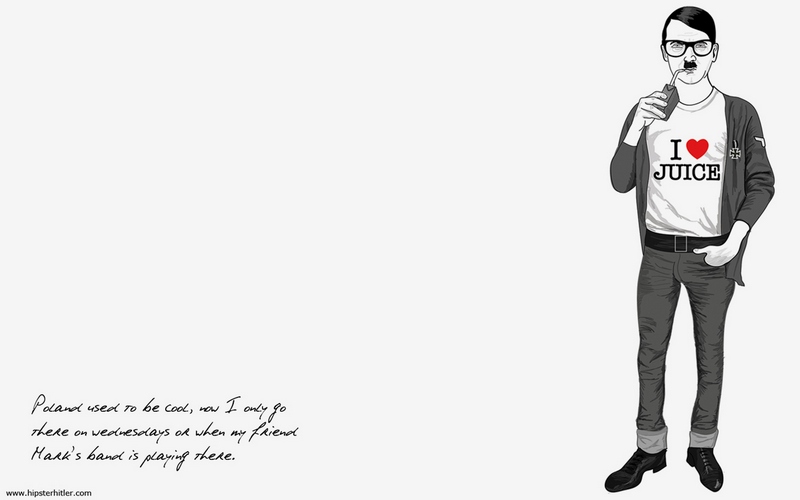 I ♥
JUICE
Poland used to be cool, now I only go
there on wednesdays or when my friend
Mark's band is playing there.
www.hipsterhitler.com